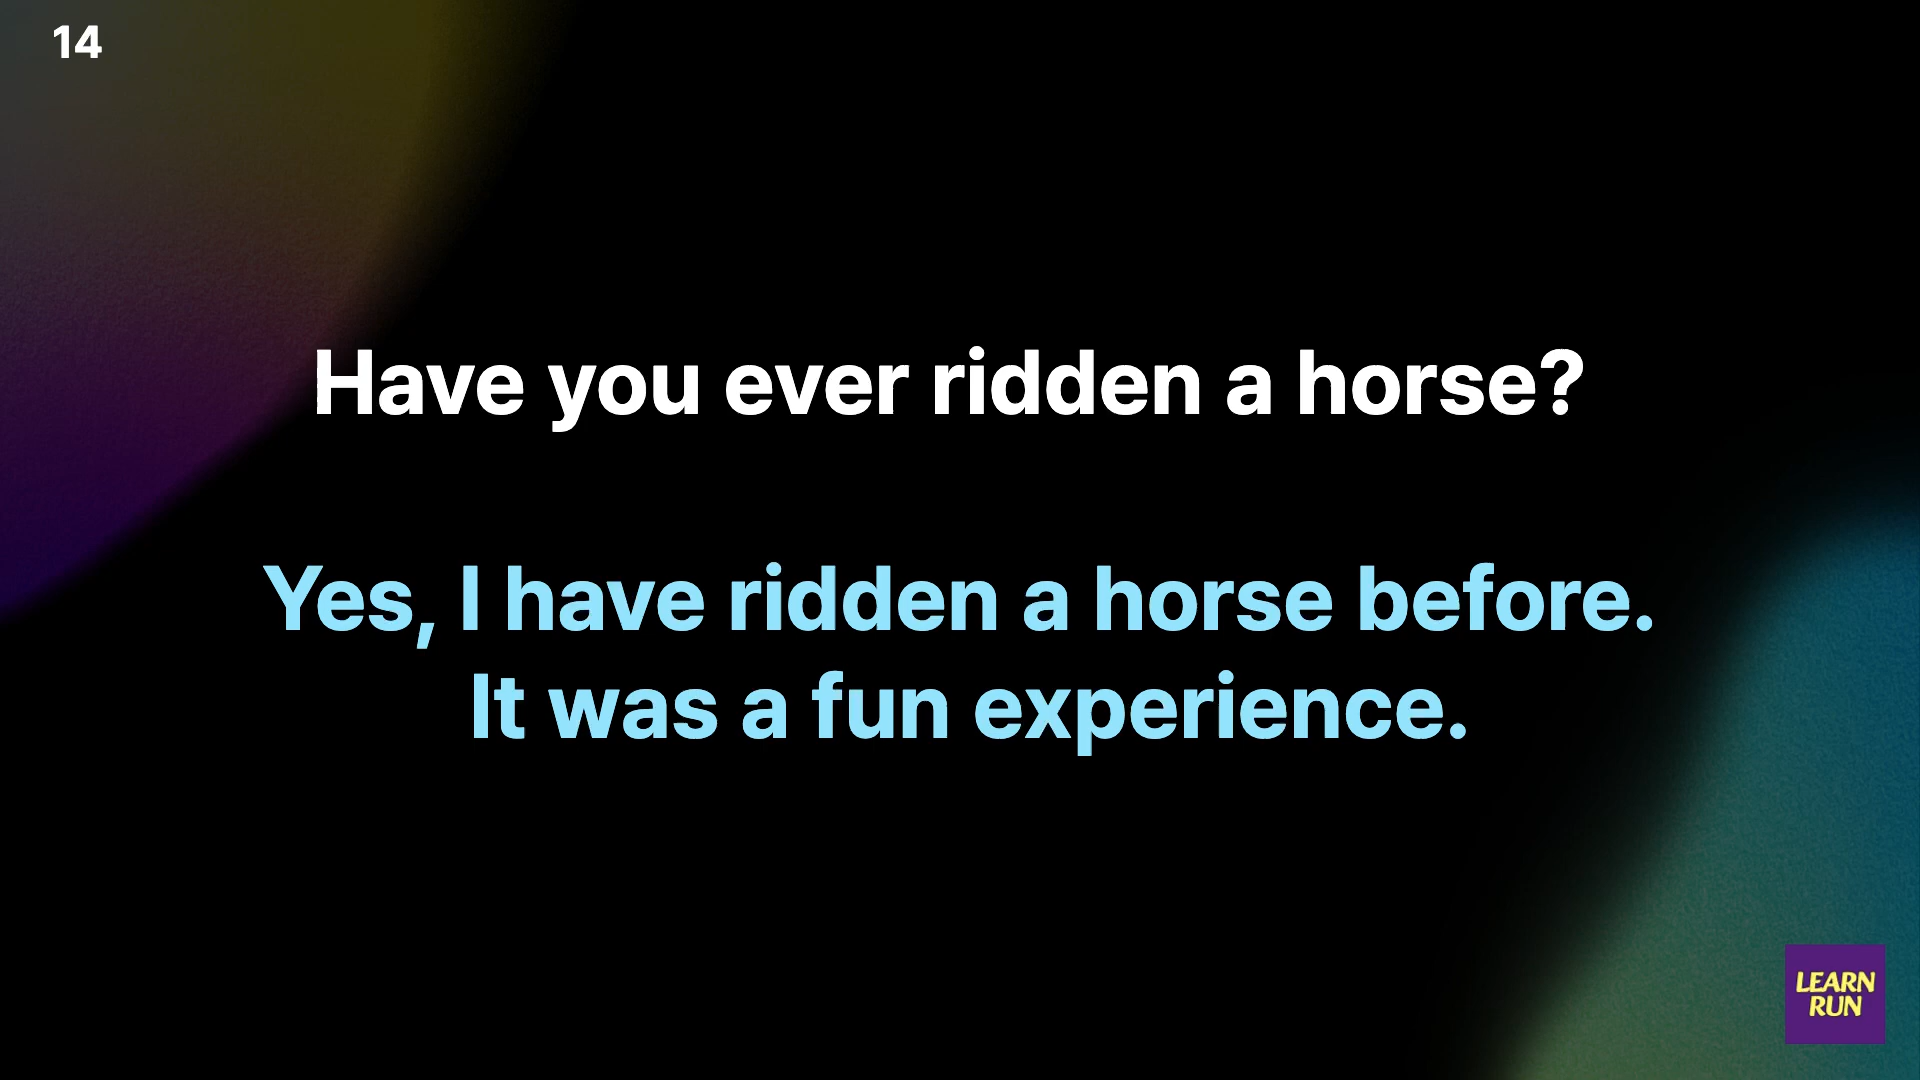 14
Have you ever ridden a horse?
Yes, I have ridden a horse before.
It was a fun experience.
LEARN
RUN